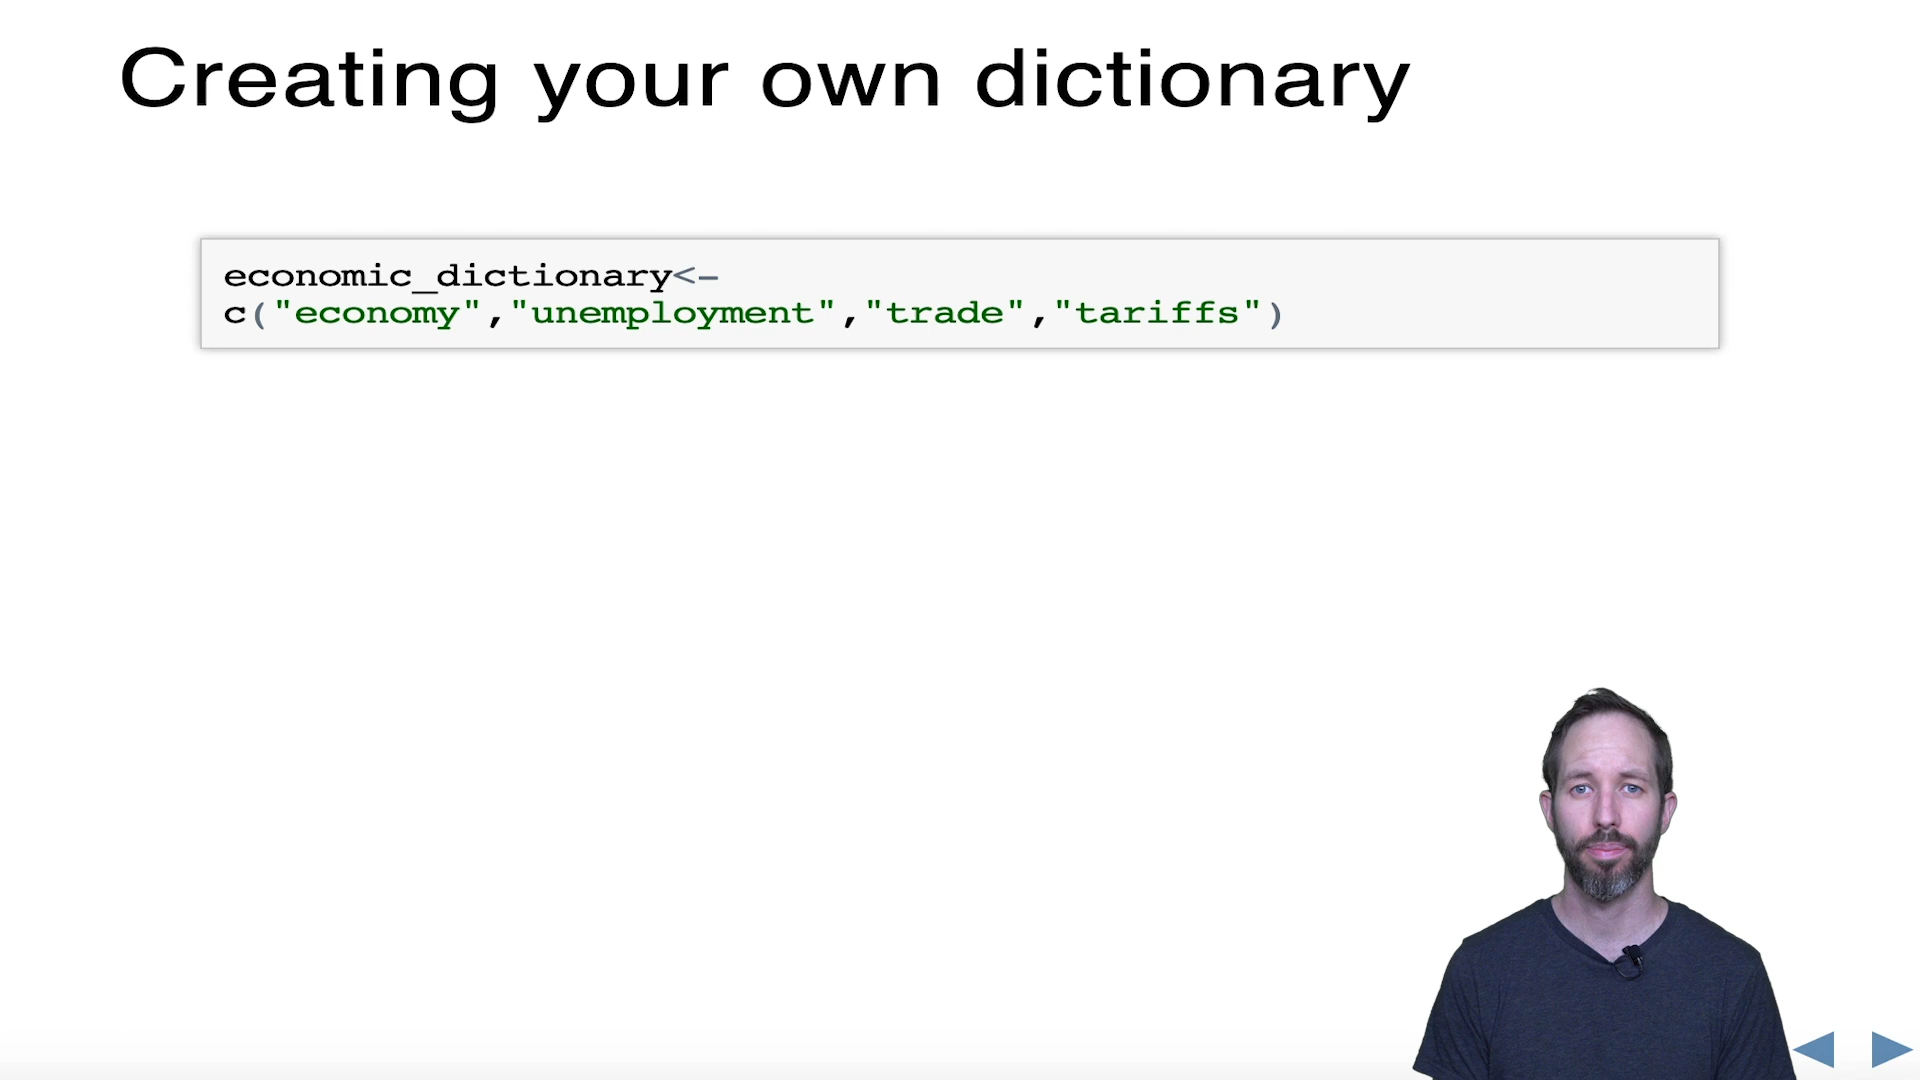 Creating your own dictionary
economic_dictionary<-
c("economy","unemployment","trade","tariffs")